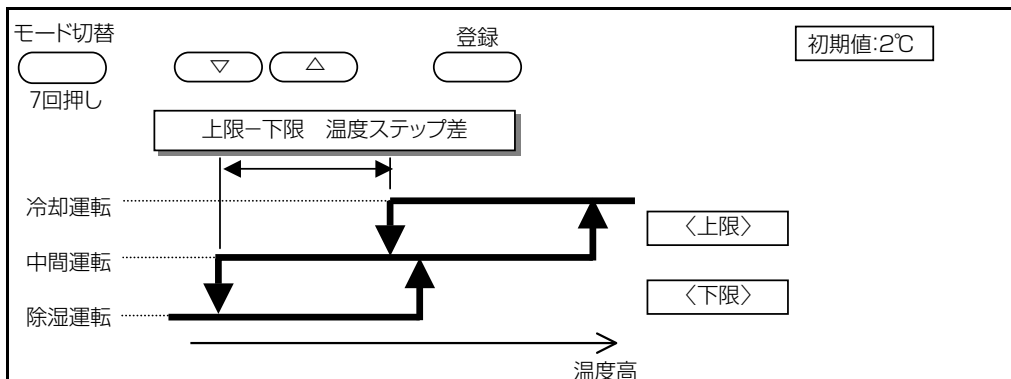 モード切替
登録
初期値:2℃
▽ △
7回押し
上限−下限 温度ステップ差
冷却運転
〈上限〉
中間運転
〈下限〉
除湿運転
温度高